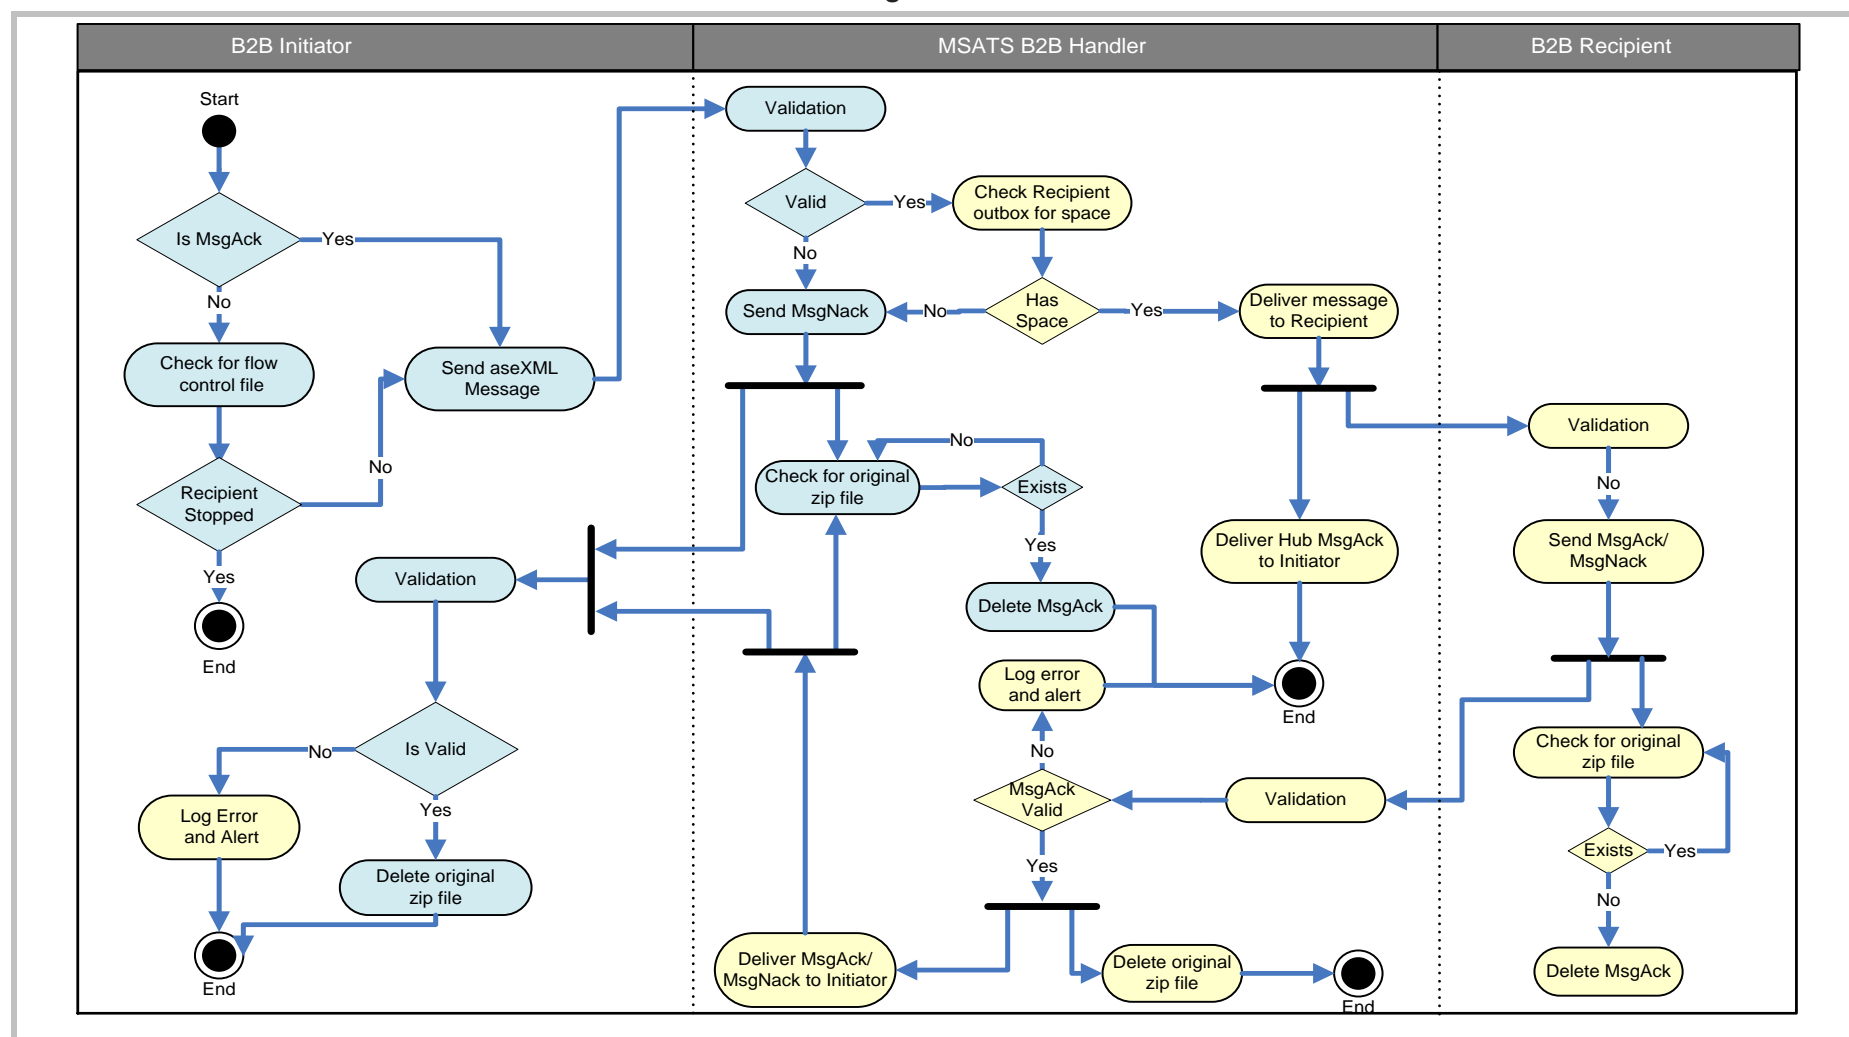 B2B Initiator
MSATS B2B Handler
B2B Recipient
Start
Is MsgAck
Yes
No
Check for flow
control file
Recipient
Stopped
No
Yes
End
Send aseXML
Message
Validation
Is Valid
No
Yes
Log Error
and Alert
Delete original
zip file
End
Validation
Valid
Yes
No
Check Recipient
outbox for space
Has
Space
No
Yes
Send MsgNack
Deliver message
to Recipient
Check for original
zip file
No
Exists
Yes
Delete MsgAck
Deliver Hub MsgAck
to Initiator
Log error
and alert
End
No
MsgAck
Valid
Validation
Yes
Deliver MsgAck/
MsgNack to Initiator
Delete original
zip file
End
Validation
No
Send MsgAck/
MsgNack
Check for original
zip file
Exists
Yes
No
Delete MsgAck